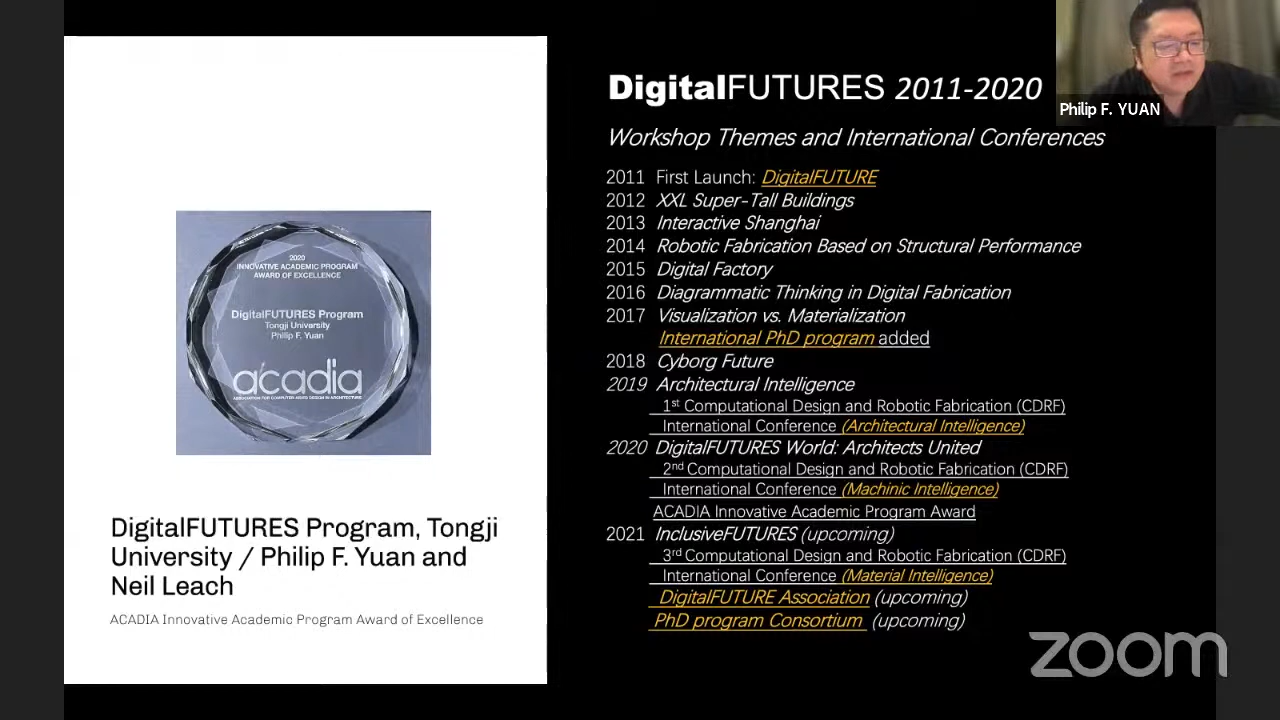 2020
INNOVATIVE ACADEMIC PROGRAM
AWARD OF EXCELLENCE
DigitalFUTURES Program
Tongji University
Philip F. Yuan
acadia
ASSOCIATION FOR COMPUTER AIDED DESIGN IN ARCHITECTURE
DigitalFUTURES Program, Tongji
University / Philip F. Yuan and
Neil Leach
ACADIA Innovative Academic Program Award of Excellence
DigitalFUTURES 2011-2020
Workshop Themes and International Conferences
2011 First Launch: DigitalFUTURE
2012 XXL Super-Tall Buildings
2013 Interactive Shanghai
2014 Robotic Fabrication Based on Structural Performance
2015 Digital Factory
2016 Diagrammatic Thinking in Digital Fabrication
2017 Visualization vs. Materialization
International PhD program added
2018 Cyborg Future
2019 Architectural Intelligence
1st Computational Design and Robotic Fabrication (CDRF)
International Conference (Architectural Intelligence)
2020 DigitalFUTURES World: Architects United
2nd Computational Design and Robotic Fabrication (CDRF)
International Conference (Machinic Intelligence)
ACADIA Innovative Academic Program Award
2021 InclusiveFUTURES (upcoming)
3rd Computational Design and Robotic Fabrication (CDRF)
International Conference (Material Intelligence)
DigitalFUTURE Association (upcoming)
PhD program Consortium (upcoming)
Philip F. YUAN
zoom